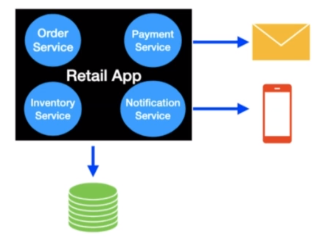 Order
Service
Payment
Service
Retail App
Inventory
Service
Notification
Service